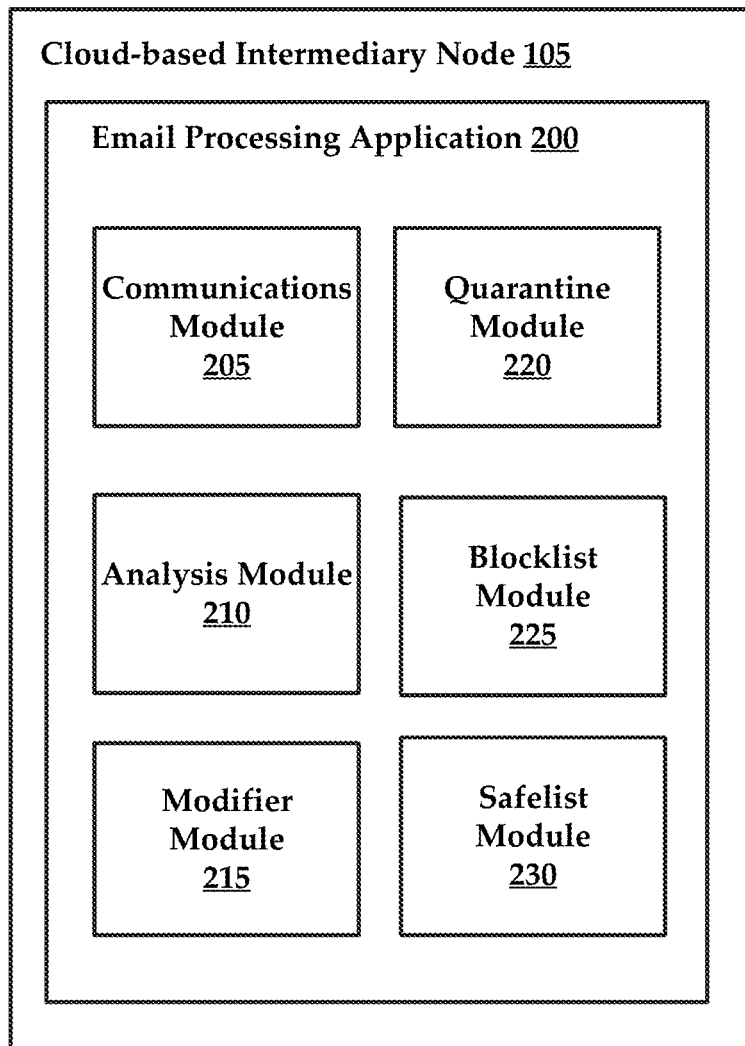 Cloud-based Intermediary Node 105
Email Processing Application 200
Communications
Module
205
Quarantine
Module
220
Analysis Module
210
Blocklist
Module
225
Modifier
Module
215
Safelist
Module
230